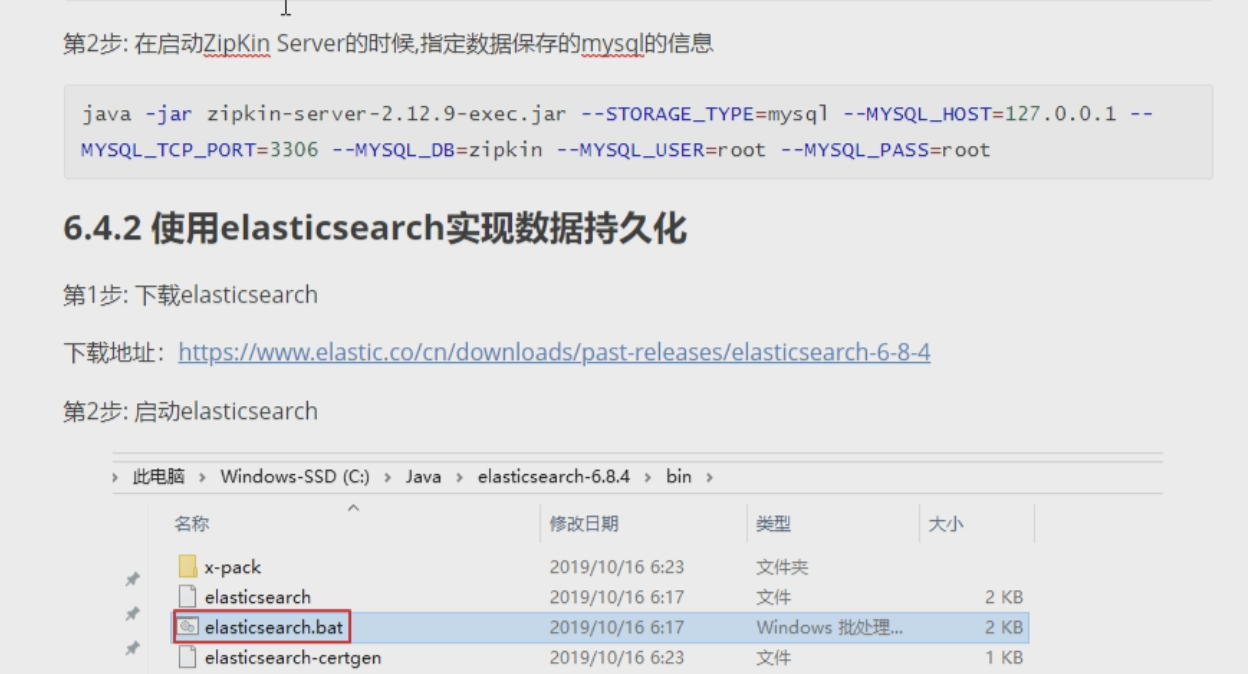 第2步: 在启动ZipKin Server的时候,指定数据保存的mysql的信息
java -jar zipkin-server-2.12.9-exec.jar --STORAGE_TYPE=mysql --MYSQL_HOST=127.0.0.1 --
MYSQL_TCP_PORT=3306 --MYSQL_DB=zipkin --MYSQL_USER=root --MYSQL_PASS=root
6.4.2 使用elasticsearch实现数据持久化
第1步: 下载elasticsearch
下载地址：https://www.elastic.co/cn/downloads/past-releases/elasticsearch-6-8-4
第2步: 启动elasticsearch
› 此电脑 › Windows-SSD (C:) › Java › elasticsearch-6.8.4 › bin ›
名称 修改日期 类型 大小
x-pack 2019/10/16 6:23 文件夹
elasticsearch 2019/10/16 6:17 文件 2 KB
elasticsearch.bat 2019/10/16 6:17 Windows 批处理... 2 KB
elasticsearch-certgen 2019/10/16 6:23 文件 1 KB